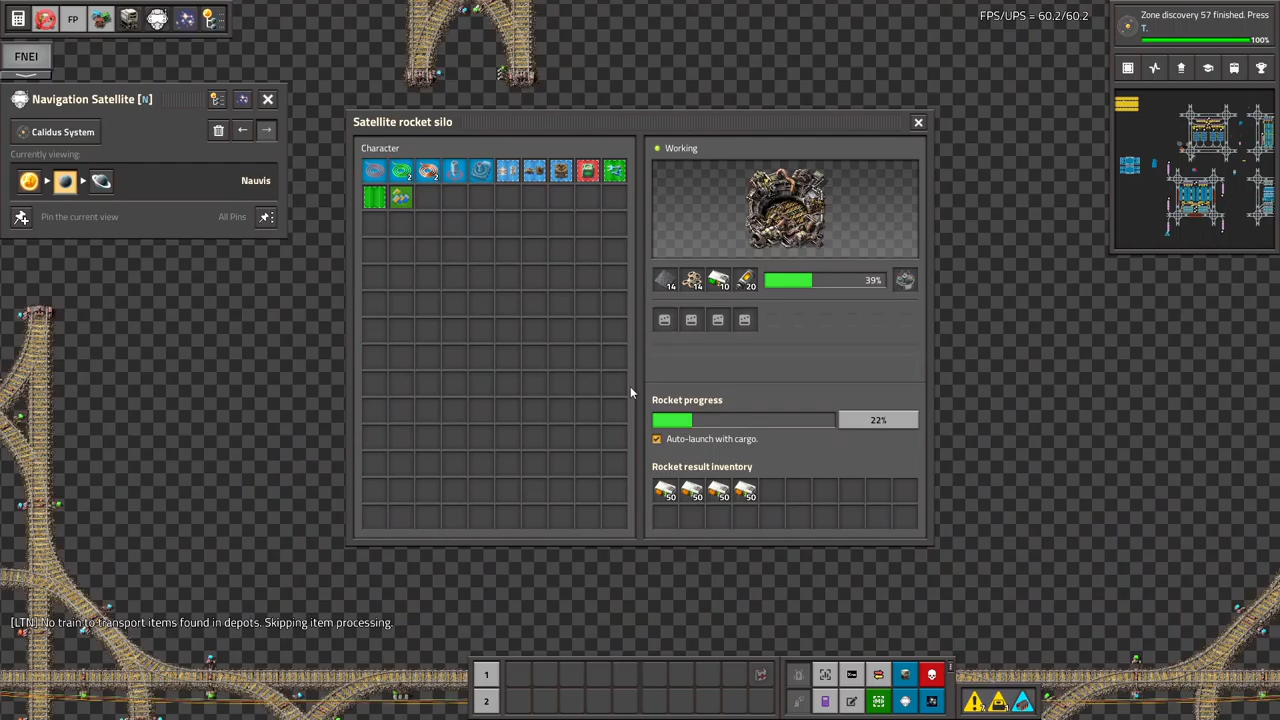 FP
FPS/UPS = 60.2/60.2
Zone discovery 57 finished. Press
T.
100%
FNEI
Navigation Satellite [N]
Calidus System
Currently viewing:
Nauvis
Pin the current view
All Pins
Satellite rocket silo
Character
2
2
Working
14
14
10
20
39%
Rocket progress
22%
Auto-launch with cargo.
Rocket result inventory
50
50
50
50
[LTN] No train to transport items found in depots. Skipping item processing.
1
2